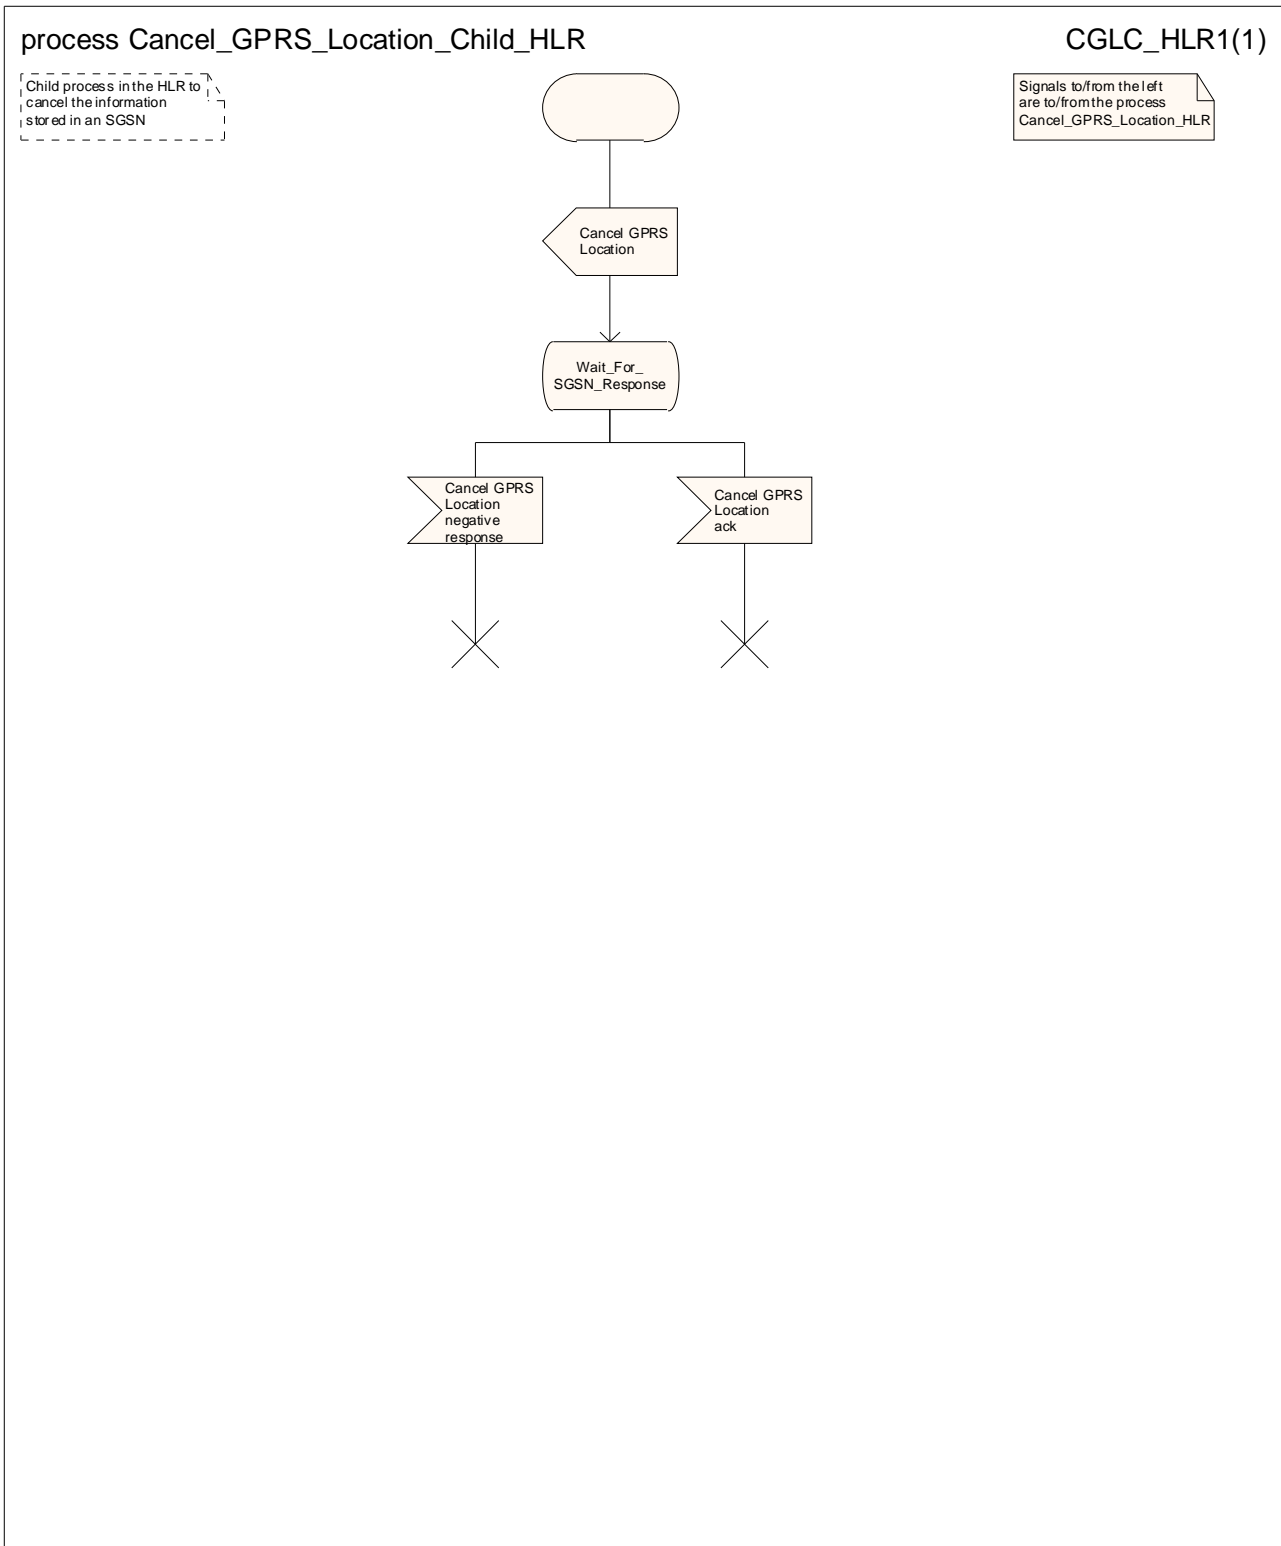 process Cancel_GPRS_Location_Child_HLR
CGLC_HLR1(1)
Child process in the HLR to
cancel the information
stored in an SGSN
Signals to/from the left
are to/from the process
Cancel_GPRS_Location_HLR
Cancel GPRS
Location
Wait_For_
SGSN_Response
Cancel GPRS
Location
negative
response
Cancel GPRS
Location
ack